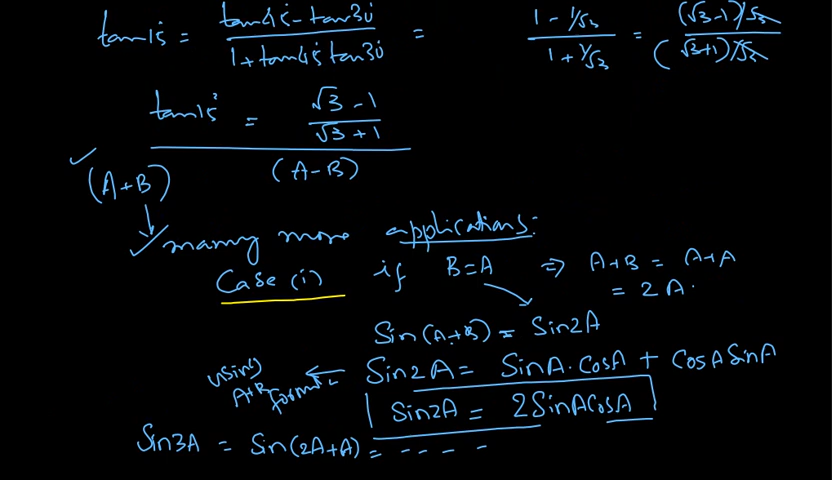 tan15° = (tan45° - tan30°)/(1 + tan45° tan30°) = (1 - 1/√3)/(1 + 1/√3) = ((√3-1)/√3)/((√3+1)/√3)
tan15° = (√3 - 1)/(√3 + 1)
✓ (A+B) (A-B)
✓ many more applications:
Case (i) if B=A ⇒ A+B = A+A
= 2A.
Sin(A+B) = Sin2A
using A+B formula ← Sin2A = SinA.CosA + CosA SinA
Sin2A = 2SinACosA
Sin3A = Sin(2A+A) = - - - -